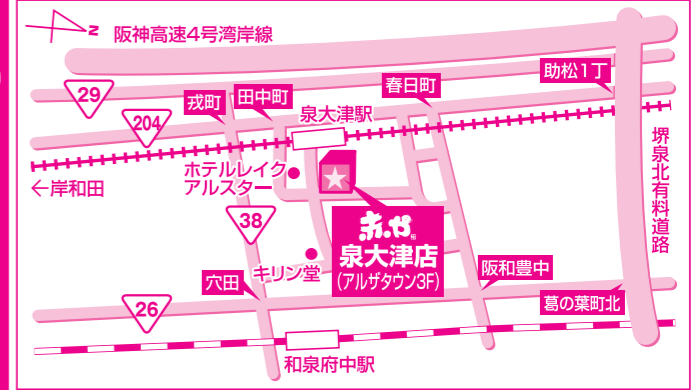 N
阪神高速4号湾岸線
29
204
戎町
田中町
春日町
助松1丁
泉大津駅
ホテルレイク
アルスター
←岸和田
堺泉北有料道路
38
赤のれん
泉大津店
(アルザタウン3F)
キリン堂
穴田
阪和豊中
葛の葉町北
26
和泉府中駅